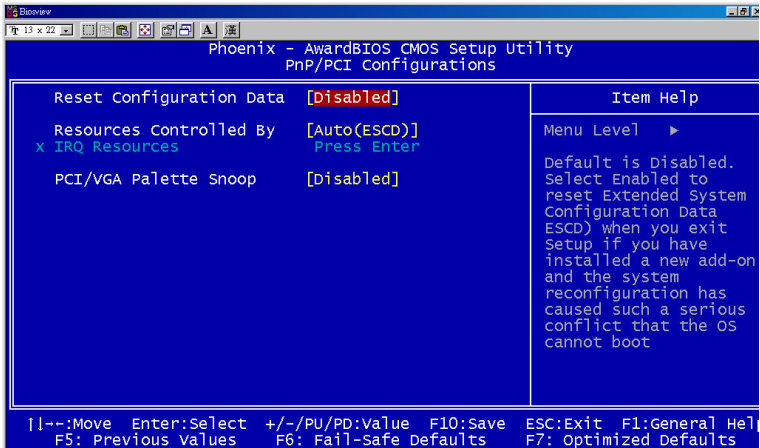 Biosview
13 x 22
A 漢
Phoenix - AwardBIOS CMOS Setup Utility
PnP/PCI Configurations
Reset Configuration Data [Disabled]
Resources Controlled By [Auto(ESCD)]
x IRQ Resources Press Enter
PCI/VGA Palette Snoop [Disabled]
Item Help
Menu Level ►
Default is Disabled.
Select Enabled to
reset Extended System
Configuration Data
ESCD) when you exit
Setup if you have
installed a new add-on
and the system
reconfiguration has
caused such a serious
conflict that the OS
cannot boot
↑↓→←:Move Enter:Select +/-/PU/PD:Value F10:Save ESC:Exit F1:General Help
F5: Previous Values F6: Fail-Safe Defaults F7: Optimized Defaults